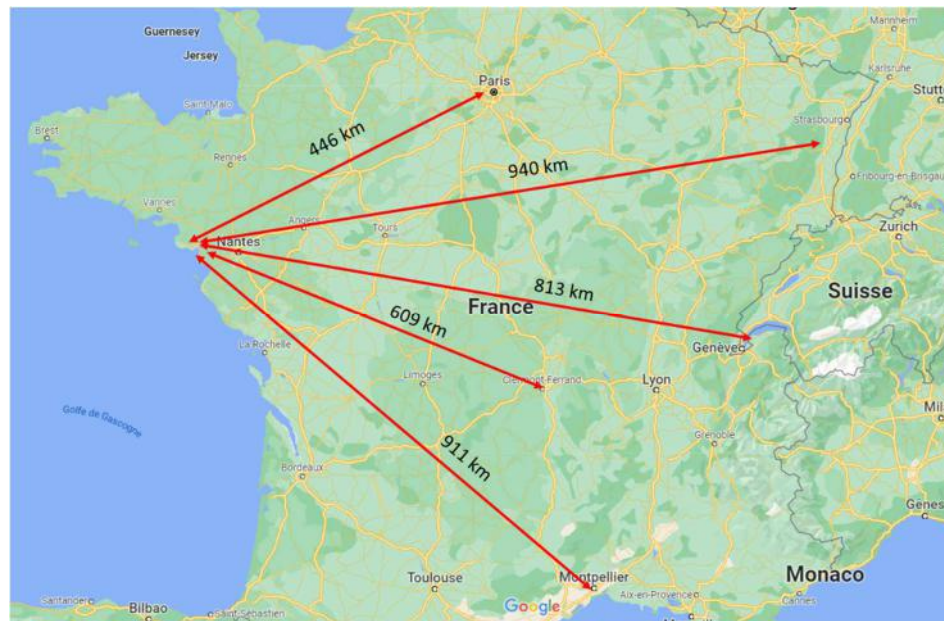 Guernesey
Jersey
Mannheim
Karlsruhe
Stutt
Paris
Saint-Malo
Strasbourg
Brest
446 km
Rennes
940 km
Fribourg-en-Brisgau
Vannes
Angers
Tours
Zurich
Nantes
813 km
Suisse
France
609 km
La Rochelle
Genève
Limoges
Clermont-Ferrand
Lyon
Mil
Golfe de Gascogne
911 km
Grenoble
Bordeaux
Gênes
Toulouse
Montpellier
Monaco
Aix-en-Provence
Cannes
Santander
Bilbao
Saint-Sébastien
Google